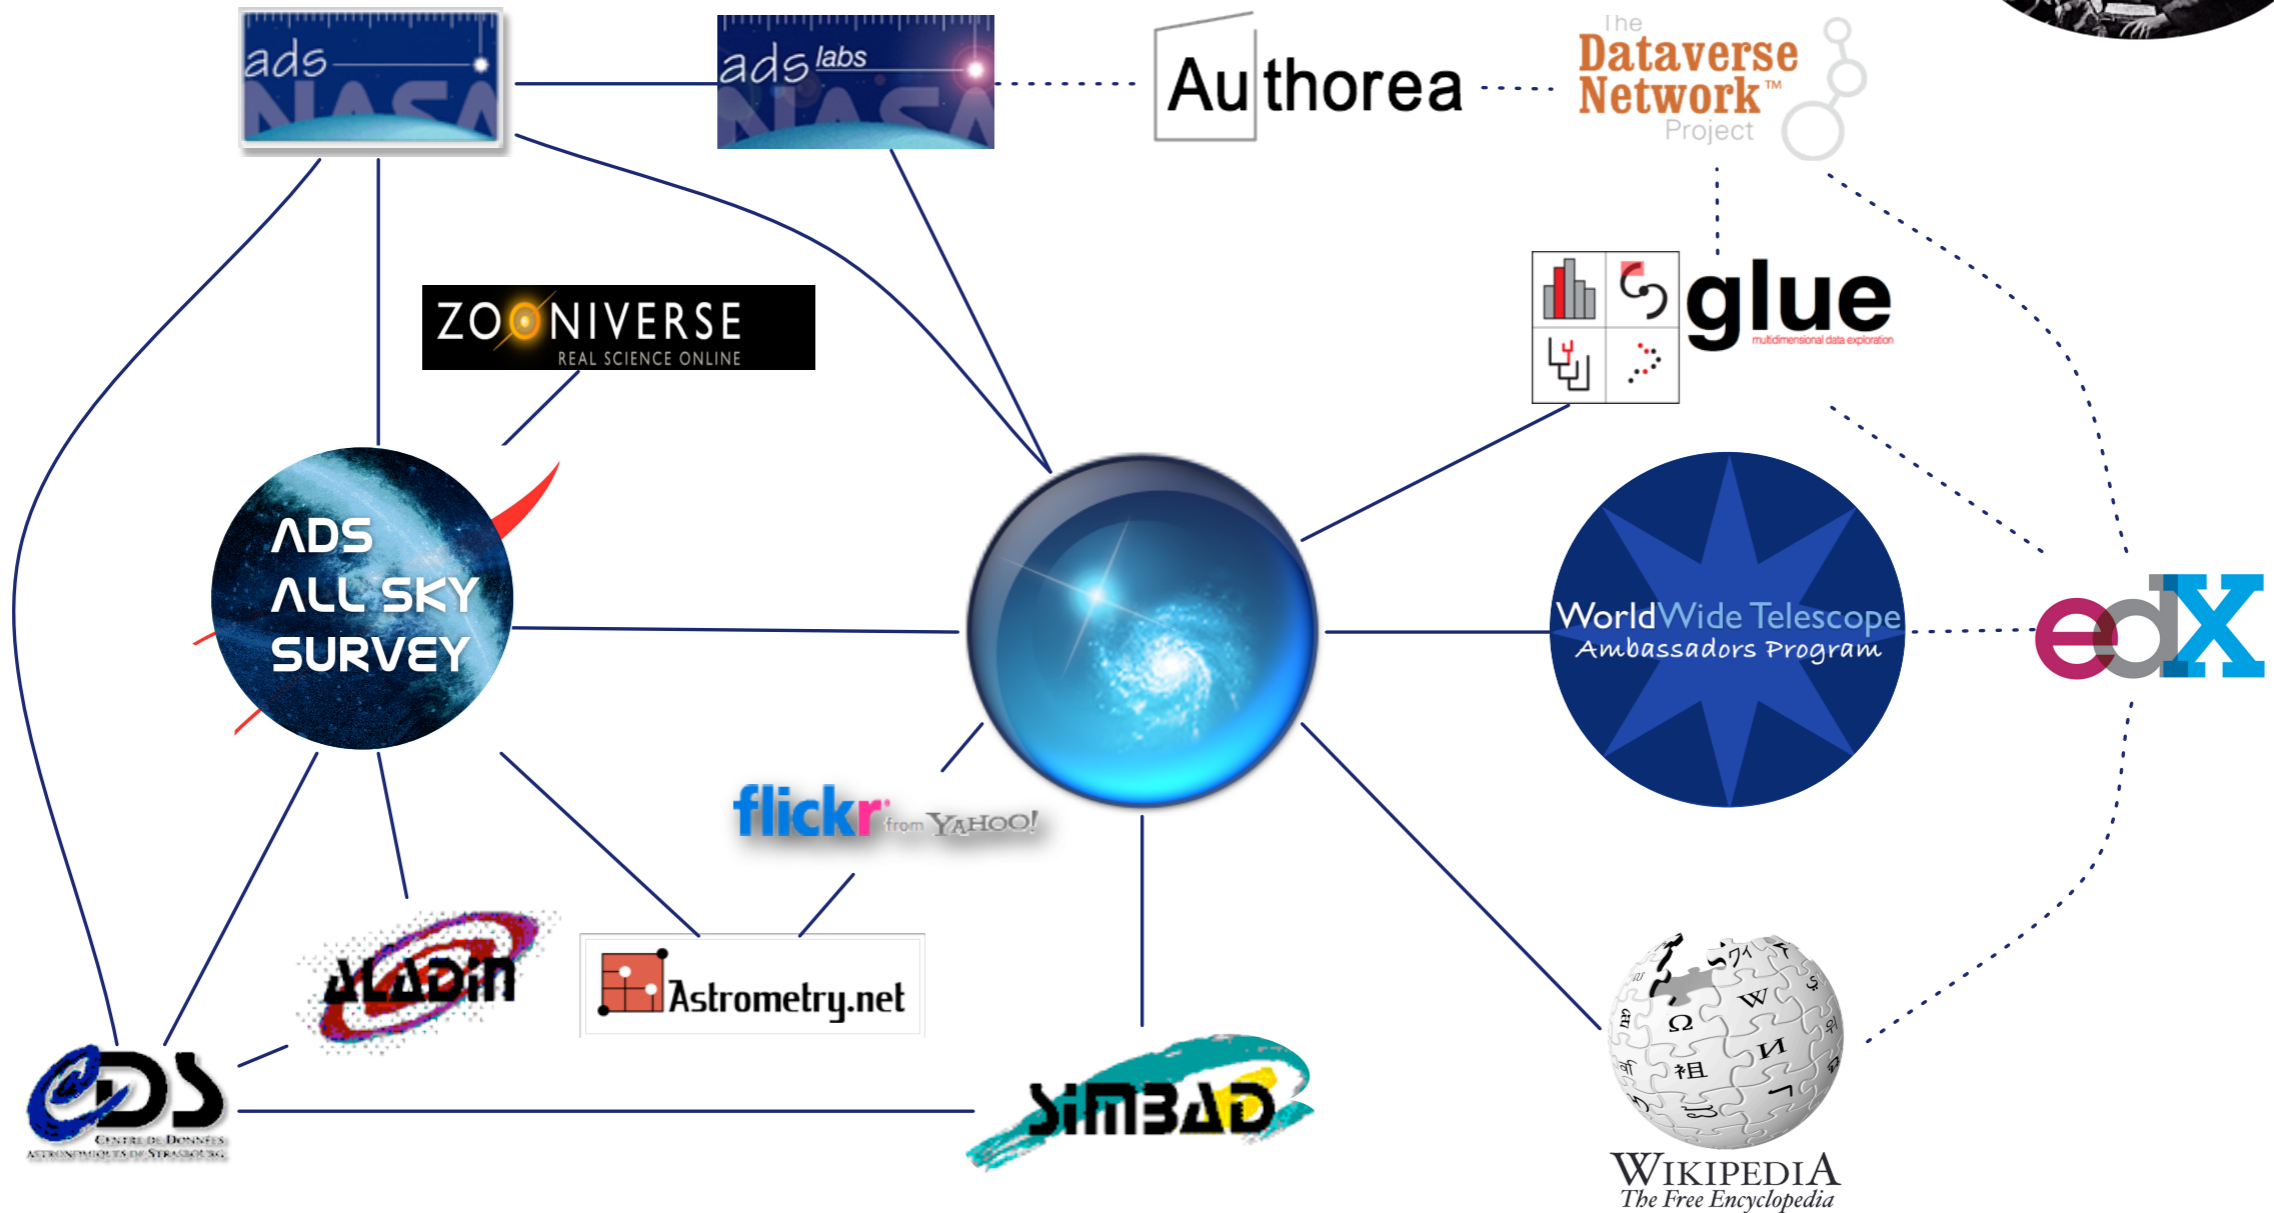 ads
NASA
ads labs
NASA
Authorea
The
Dataverse
Network™
Project
ZOONIVERSE
REAL SCIENCE ONLINE
glue
multidimensional data exploration
ADS
ALL SKY
SURVEY
WorldWide Telescope
Ambassadors Program
edX
flickr from YAHOO!
ALADIN
Astrometry.net
CDS
CENTRE DE DONNÉES
ASTRONOMIQUES DE STRASBOURG
SIMBAD
Ω
W
И
祖
WIKIPEDIA
The Free Encyclopedia